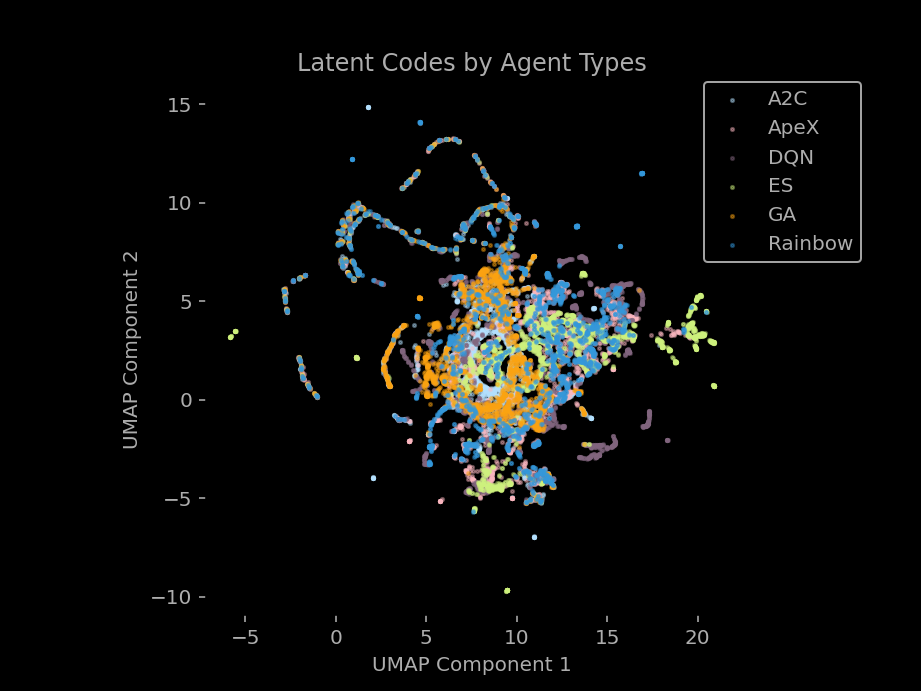 Latent Codes by Agent Types
A2C
ApeX
DQN
ES
GA
Rainbow
15
10
5
0
−5
−10
UMAP Component 2
−5
0
5
10
15
20
UMAP Component 1